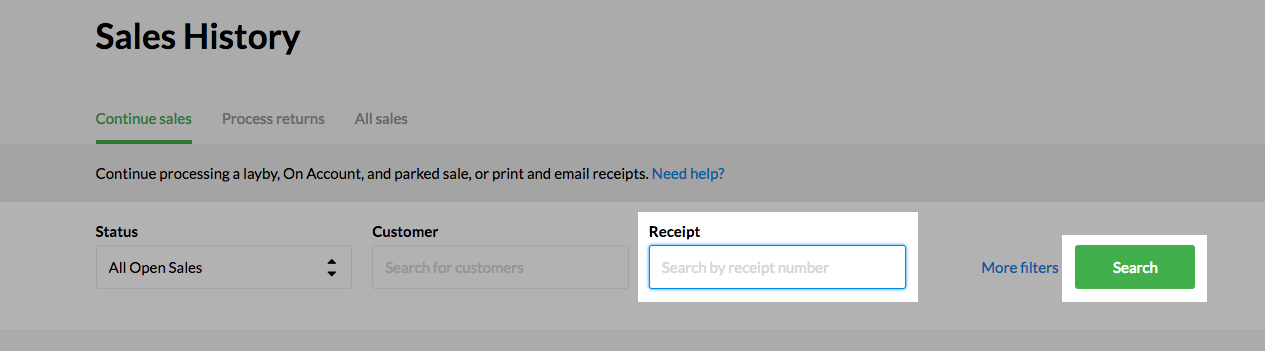 Sales History
Continue sales Process returns All sales
Continue processing a layby, On Account, and parked sale, or print and email receipts. Need help?
Status Customer Receipt
All Open Sales Search for customers Search by receipt number More filters Search